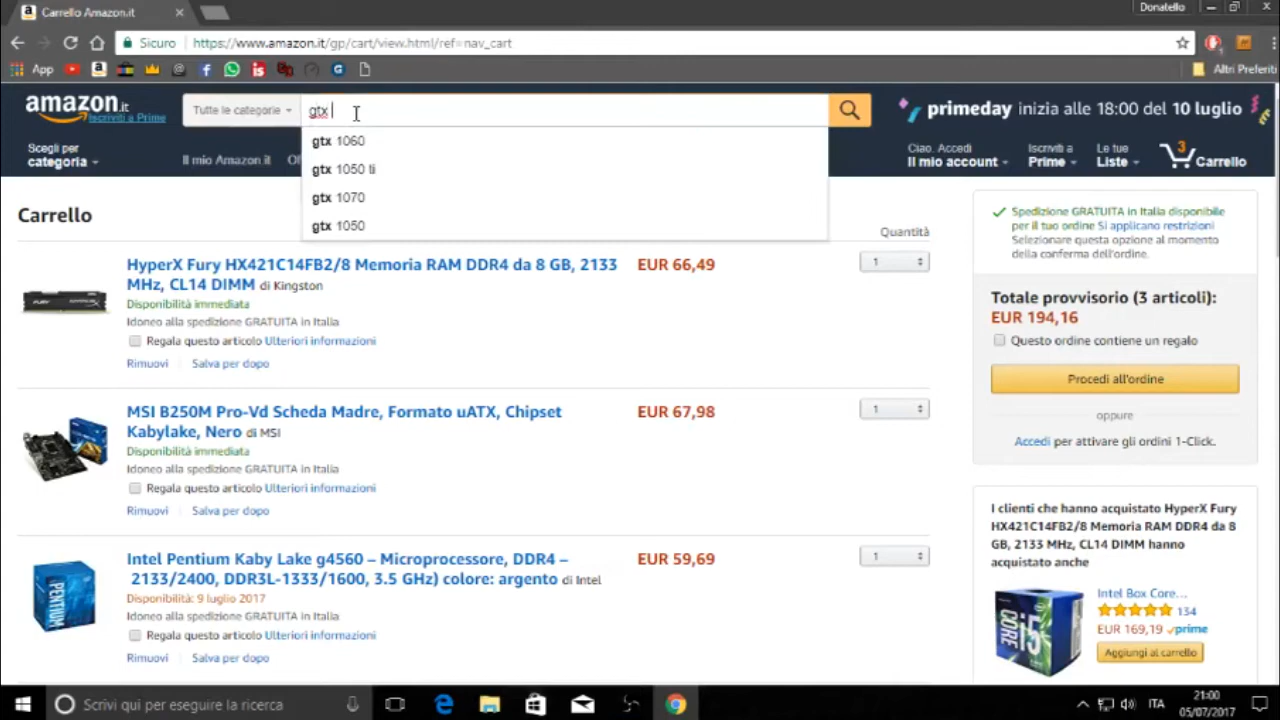 Carrello Amazon.it
Donatello
Sicuro
https://www.amazon.it/gp/cart/view.html/ref=nav_cart
App
Altri Preferiti
amazon.it
Iscriviti a Prime
Tutte le categorie
gtx
primeday inizia alle 18:00 del 10 luglio
gtx 1060
gtx 1050 ti
gtx 1070
gtx 1050
Scegli per
categoria
Il mio Amazon.it
Ciao. Accedi
Il mio account
Iscriviti
Prime
Le tue
Liste
3
Carrello
Carrello
Quantità
HyperX Fury HX421C14FB2/8 Memoria RAM DDR4 da 8 GB, 2133
MHz, CL14 DIMM di Kingston
EUR 66,49
1
Disponibilità immediata
Idoneo alla spedizione GRATUITA in Italia
Regala questo articolo Ulteriori informazioni
Rimuovi
Salva per dopo
MSI B250M Pro-Vd Scheda Madre, Formato uATX, Chipset
Kabylake, Nero di MSI
EUR 67,98
1
Disponibilità immediata
Idoneo alla spedizione GRATUITA in Italia
Regala questo articolo Ulteriori informazioni
Rimuovi
Salva per dopo
Intel Pentium Kaby Lake g4560 – Microprocessore, DDR4 –
2133/2400, DDR3L-1333/1600, 3.5 GHz) colore: argento di Intel
EUR 59,69
1
Disponibilità: 9 luglio 2017
Idoneo alla spedizione GRATUITA in Italia
Regala questo articolo Ulteriori informazioni
Rimuovi
Salva per dopo
Spedizione GRATUITA in Italia disponibile
per il tuo ordine Si applicano restrizioni
Selezionare questa opzione al momento
della conferma dell'ordine.
Totale provvisorio (3 articoli):
EUR 194,16
Questo ordine contiene un regalo
Procedi all'ordine
oppure
Accedi per attivare gli ordini 1-Click.
I clienti che hanno acquistato HyperX Fury
HX421C14FB2/8 Memoria RAM DDR4 da 8
GB, 2133 MHz, CL14 DIMM hanno
acquistato anche
Intel Box Core...
134
EUR 169,19 prime
Aggiungi al carrello
Scrivi qui per eseguire la ricerca
ITA
21:00
05/07/2017